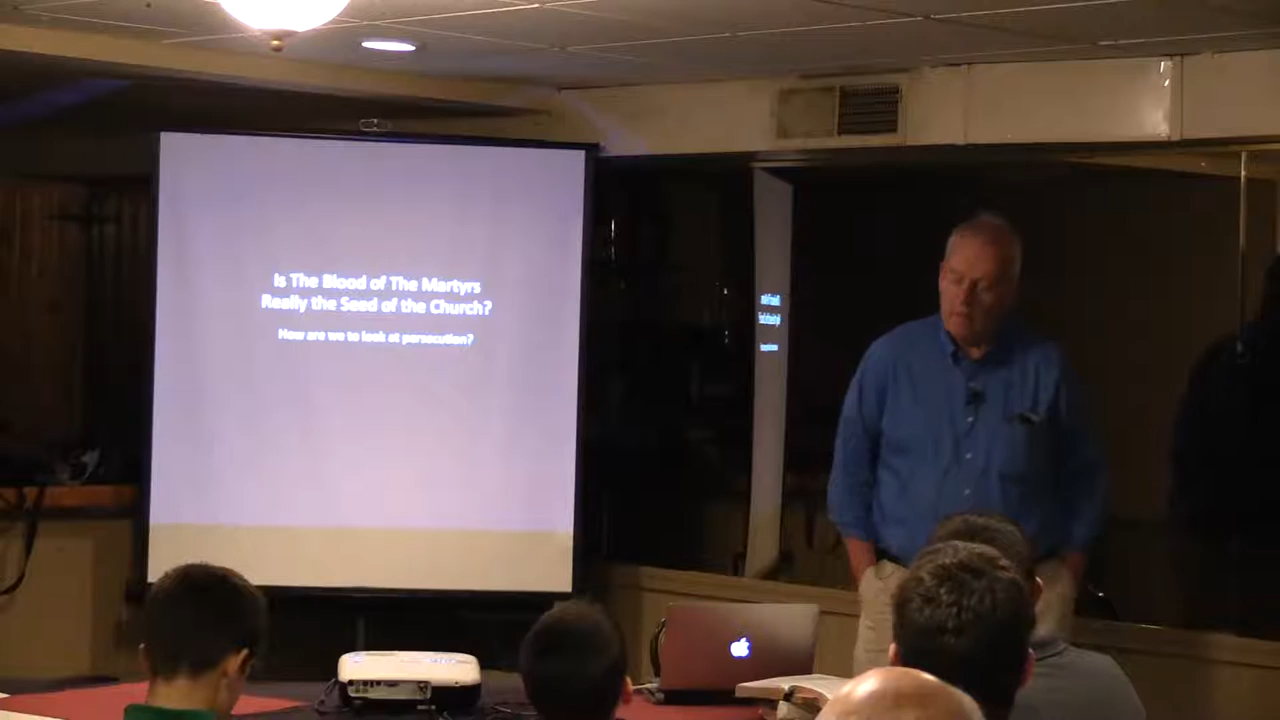 Is The Blood of The Martyrs
Really the Seed of the Church?
How are we to look at persecution?